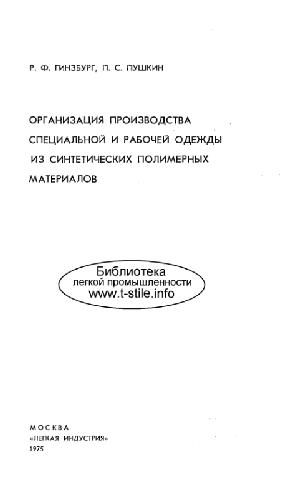 Р. Ф. ГИНЗБУРГ, П. С. ПУШКИН
ОРГАНИЗАЦИЯ ПРОИЗВОДСТВА
СПЕЦИАЛЬНОЙ И РАБОЧЕЙ ОДЕЖДЫ
ИЗ СИНТЕТИЧЕСКИХ ПОЛИМЕРНЫХ
МАТЕРИАЛОВ
Библиотека
легкой промышленности
www.t-stile.info
МОСКВА
«ЛЕГКАЯ ИНДУСТРИЯ»
1975